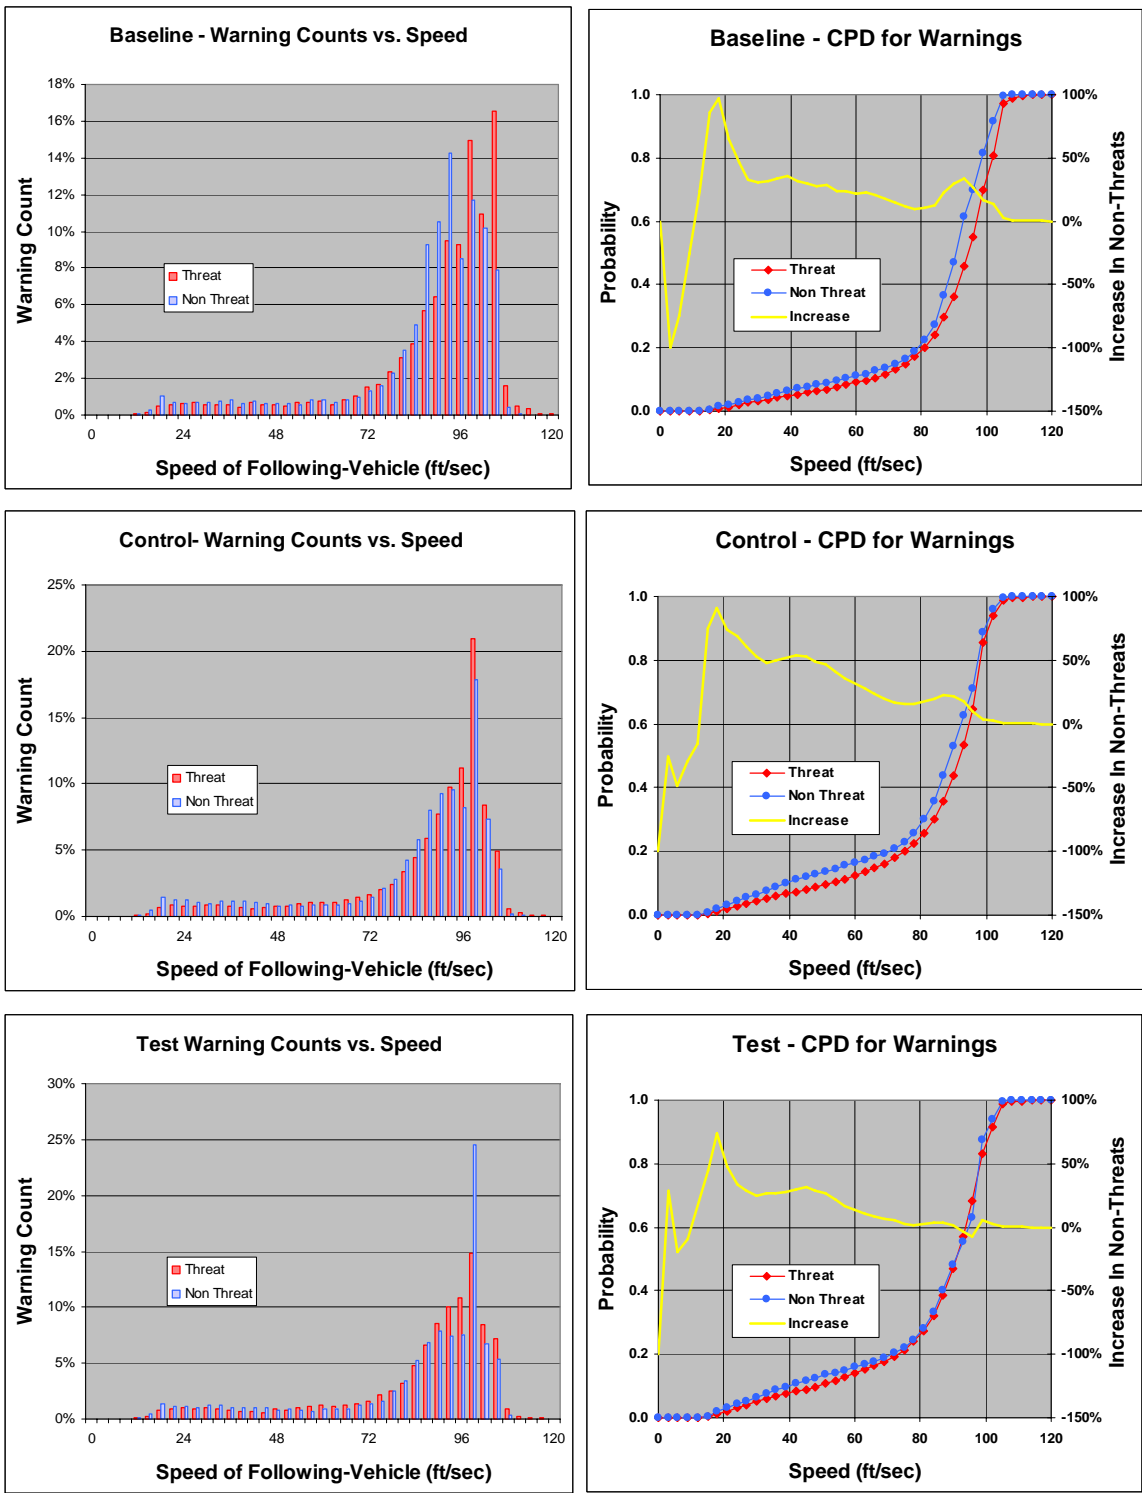 Baseline - Warning Counts vs. Speed
18%
16%
14%
12%
10%
8%
6%
4%
2%
0%
Warning Count
Threat
Non Threat
0 24 48 72 96 120
Speed of Following-Vehicle (ft/sec)
Baseline - CPD for Warnings
1.0
0.8
0.6
0.4
0.2
0.0
Probability
100%
50%
0%
-50%
-100%
-150%
Increase In Non-Threats
Threat
Non Threat
Increase
0 20 40 60 80 100 120
Speed (ft/sec)
Control- Warning Counts vs. Speed
25%
20%
15%
10%
5%
0%
Warning Count
Threat
Non Threat
0 24 48 72 96 120
Speed of Following-Vehicle (ft/sec)
Control - CPD for Warnings
1.0
0.8
0.6
0.4
0.2
0.0
Probability
100%
50%
0%
-50%
-100%
-150%
Increase In Non-Threats
Threat
Non Threat
Increase
0 20 40 60 80 100 120
Speed (ft/sec)
Test Warning Counts vs. Speed
30%
25%
20%
15%
10%
5%
0%
Warning Count
Threat
Non Threat
0 24 48 72 96 120
Speed of Following-Vehicle (ft/sec)
Test - CPD for Warnings
1.0
0.8
0.6
0.4
0.2
0.0
Probability
100%
50%
0%
-50%
-100%
-150%
Increase In Non-Threats
Threat
Non Threat
Increase
0 20 40 60 80 100 120
Speed (ft/sec)